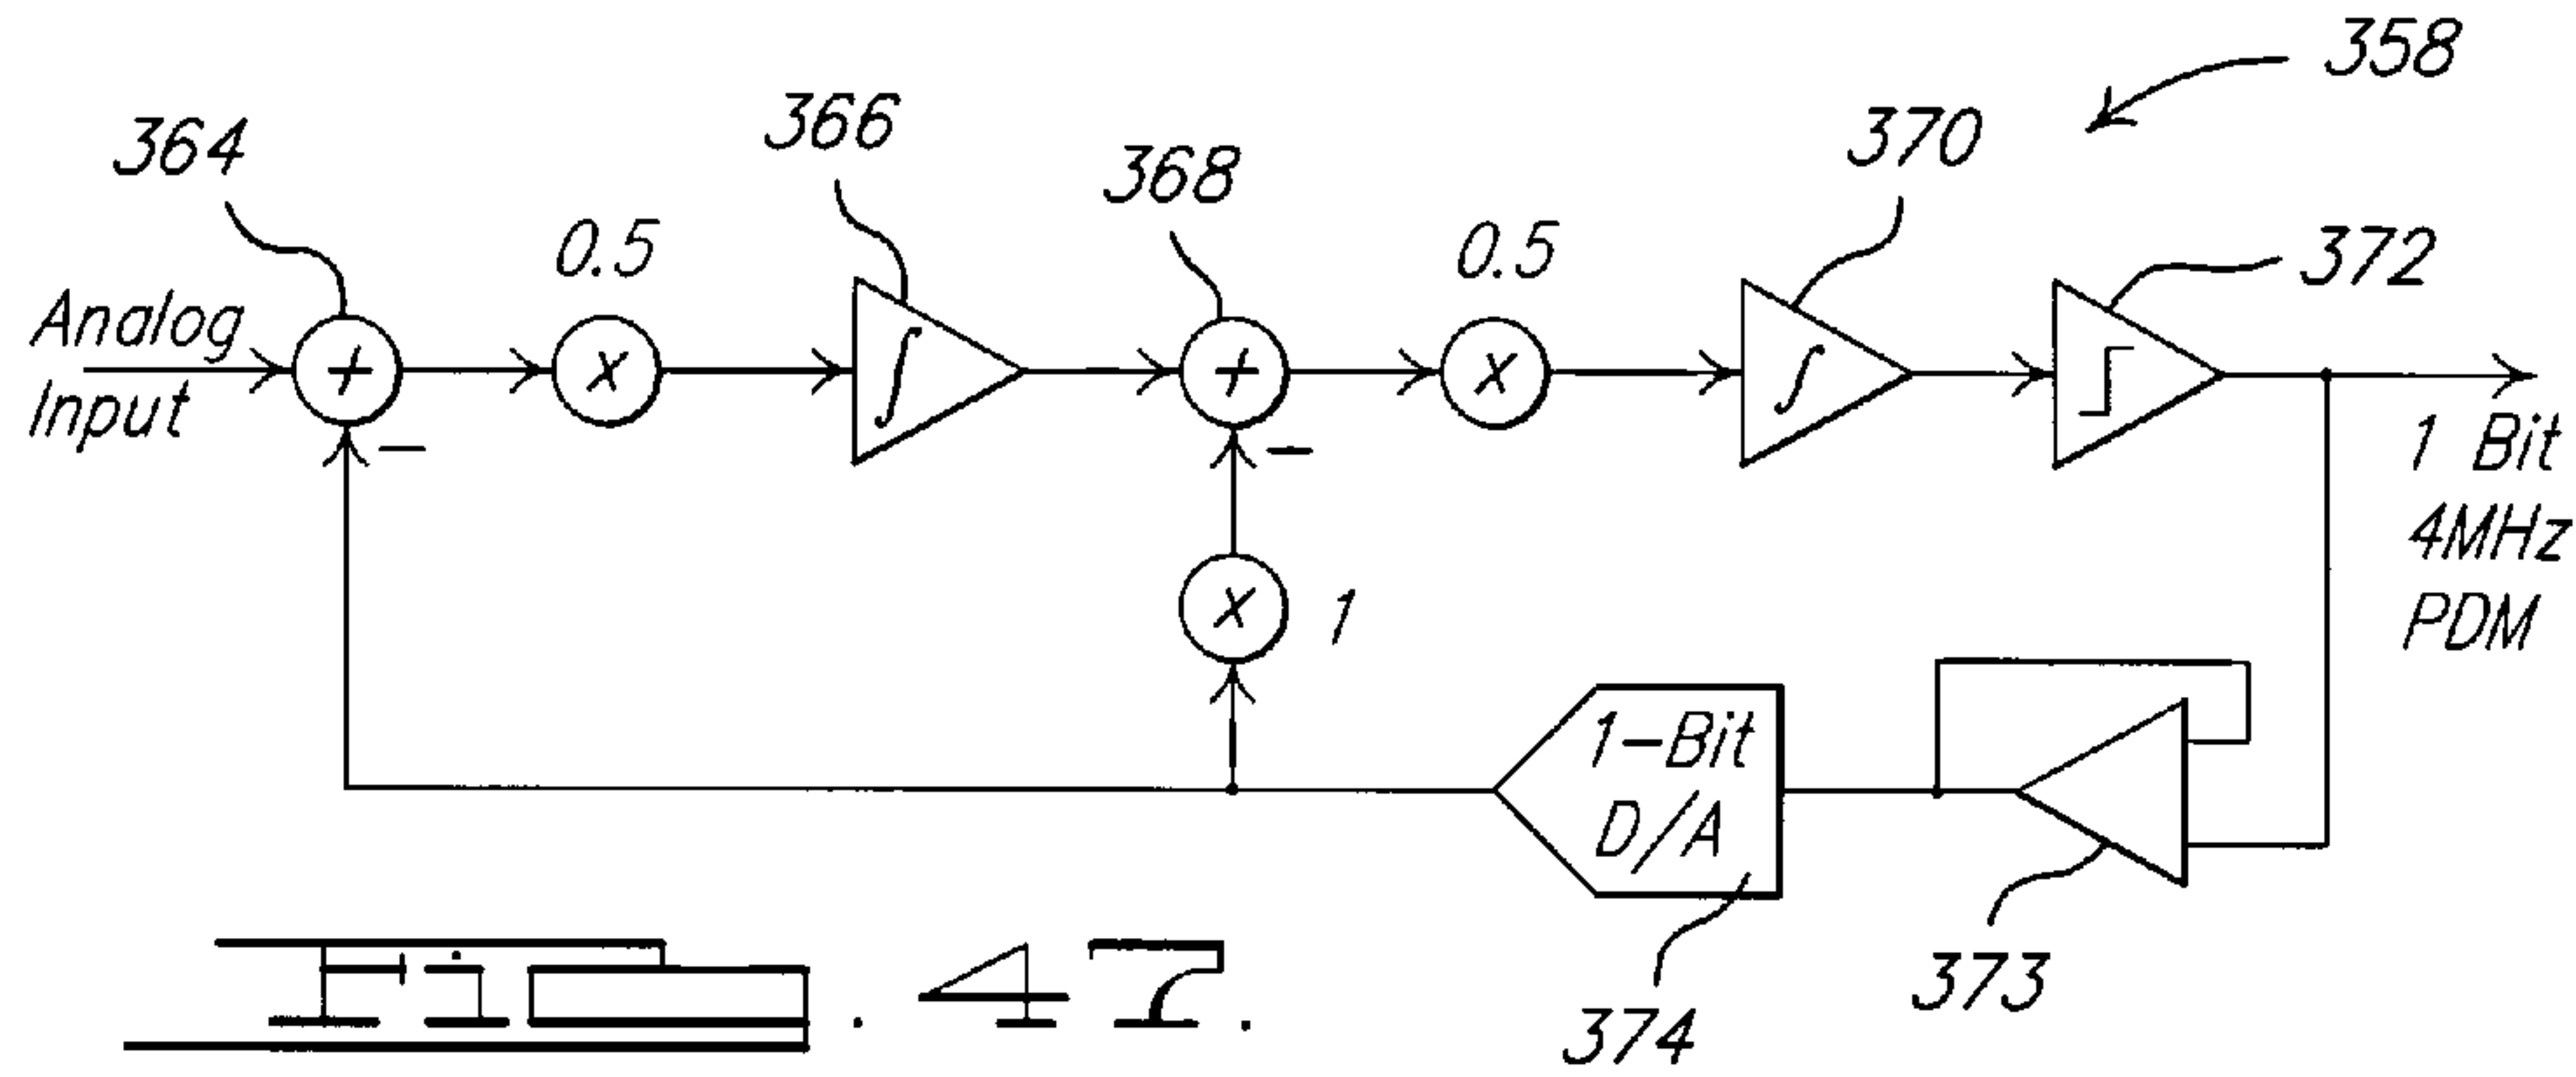 358
364
366
368
370
372
0.5
0.5
Analog
Input
+
x
∫
+
x
∫
−
−
1 Bit
4MHz
PDM
x
1
1-Bit
D/A
373
374
Fig. 47.